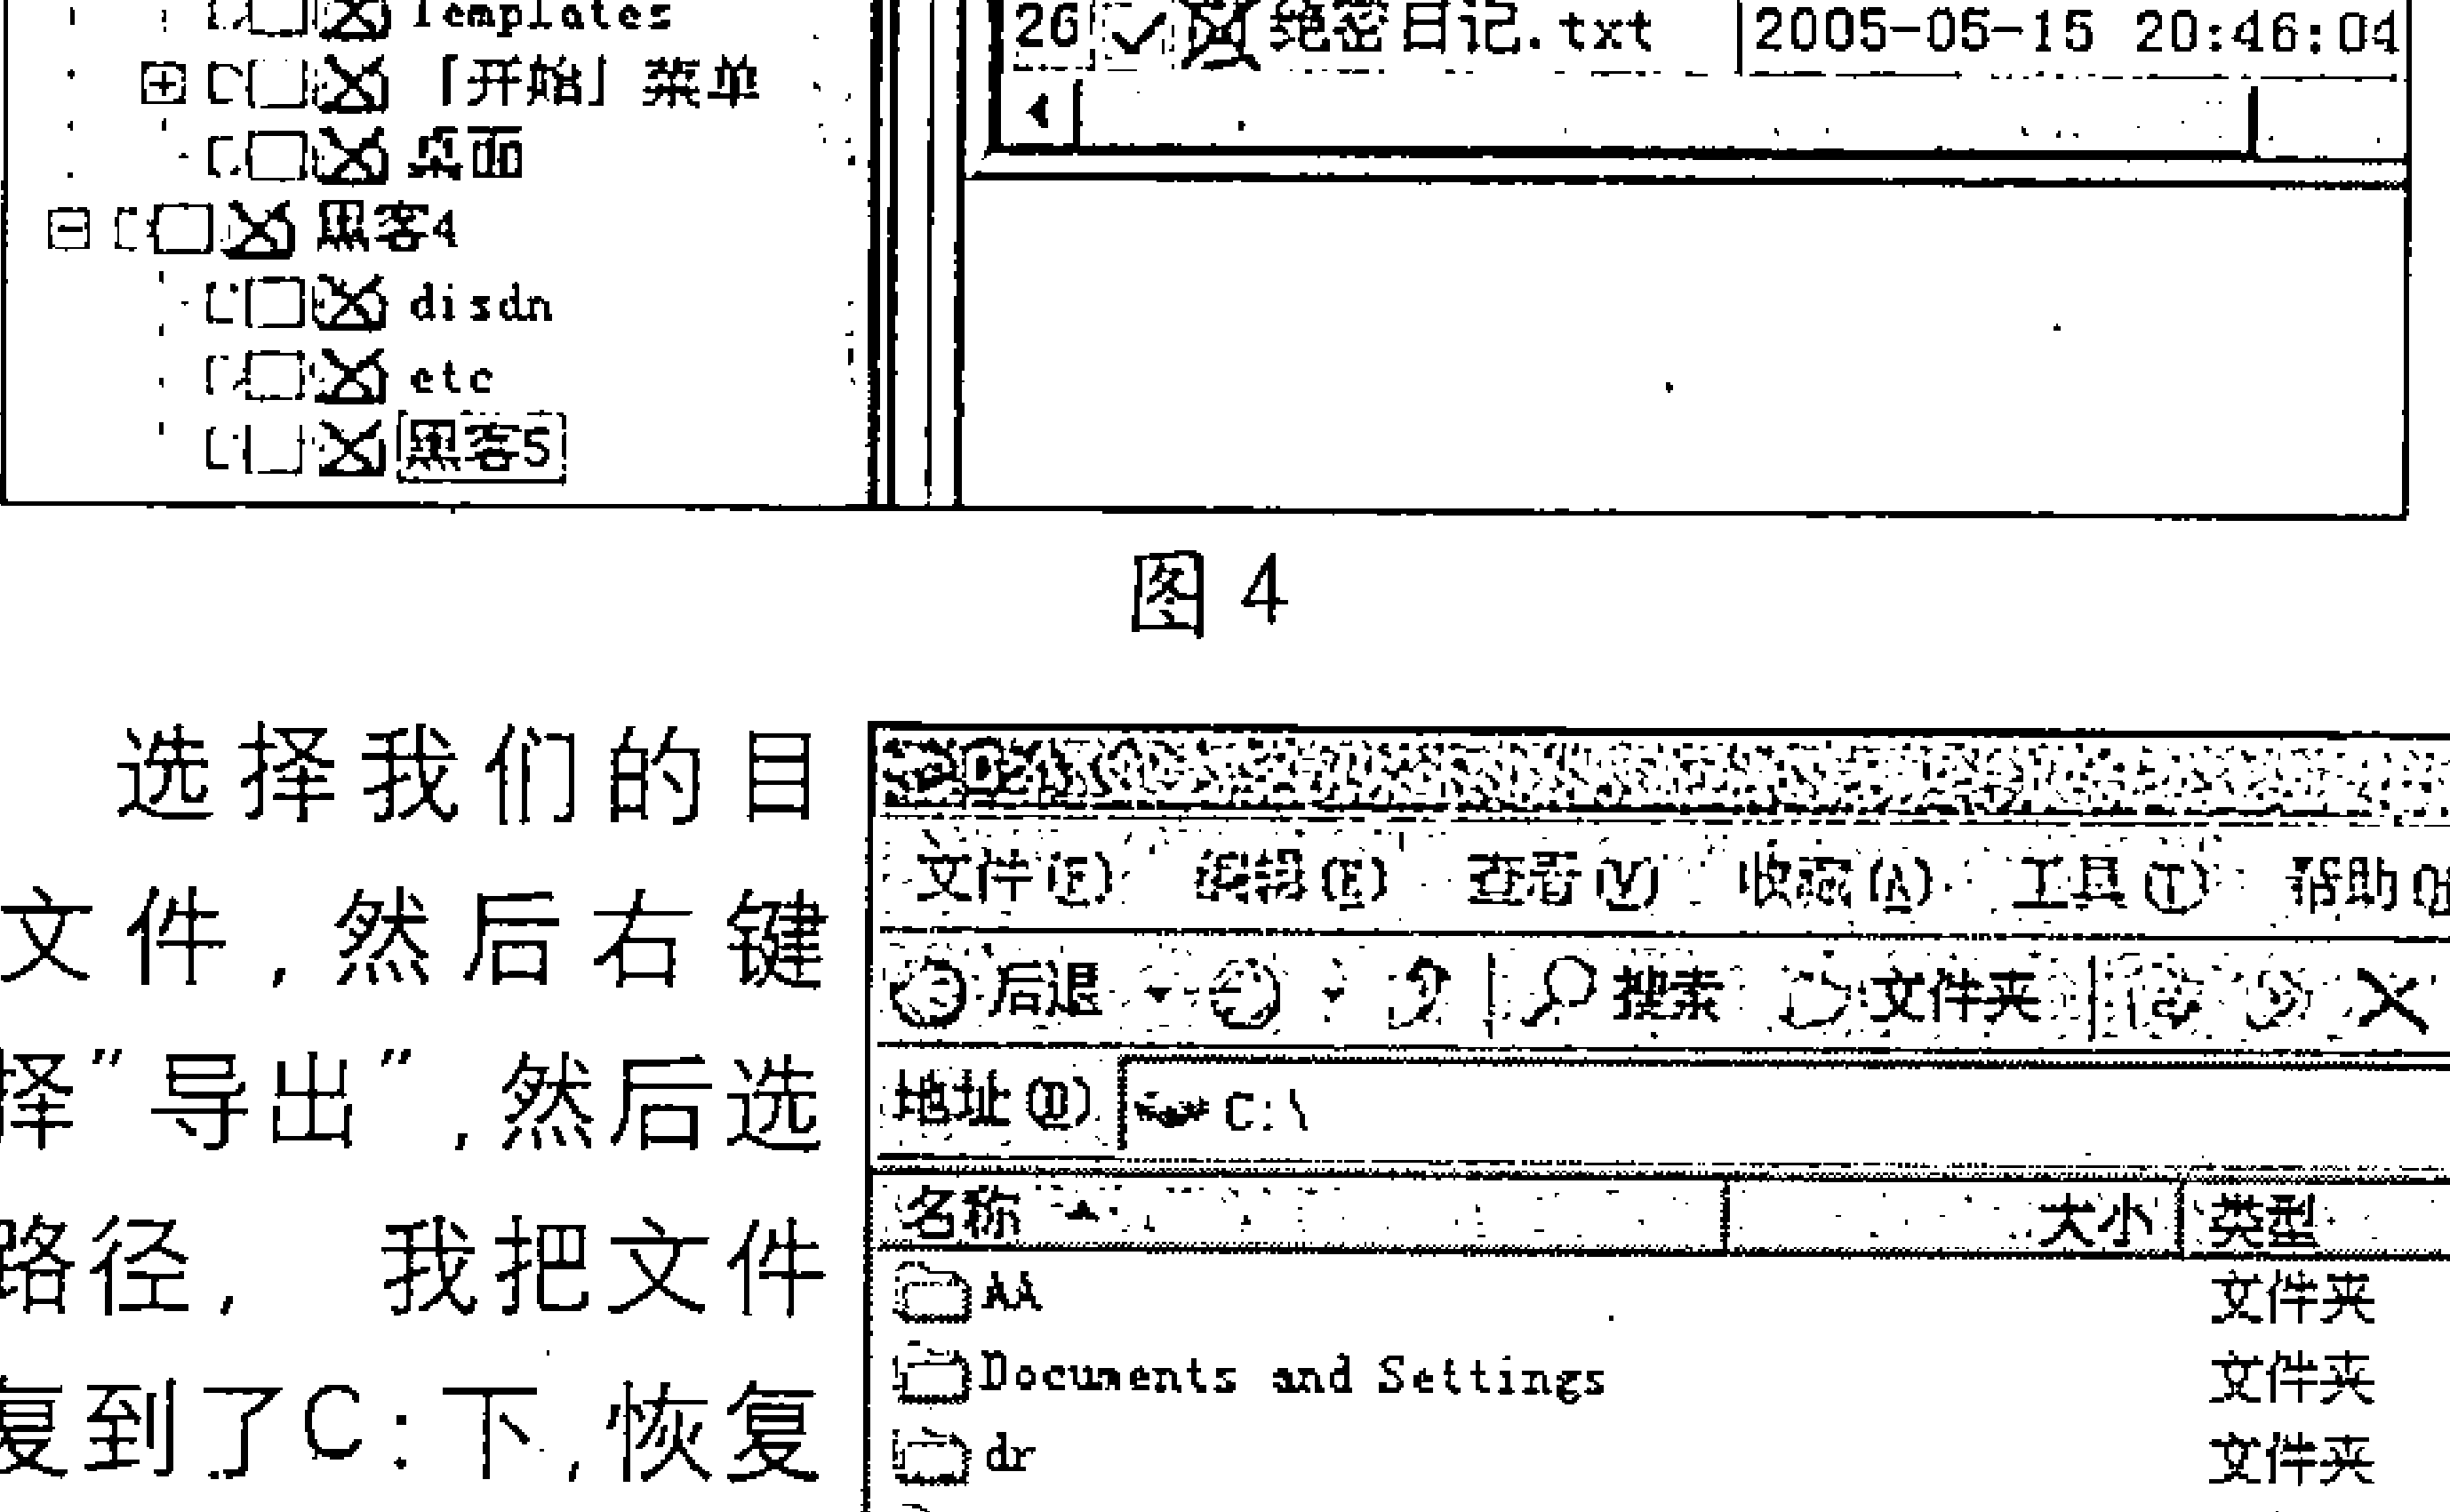 Templates
「开始」菜单
桌面
黑客4
disdn
etc
黑客5
26 绝密日记.txt 2005-05-15 20:46:04
图 4
选择我们的目
文件,然后右键
择"导出",然后选
路径, 我把文件
复到了C:下,恢复
文件(F) 编辑(E) 查看(V) 收藏(A) 工具(T) 帮助(H
后退 搜索 文件夹
地址(D) C:\
名称 大小 类型
AA 文件夹
Documents and Settings 文件夹
dr 文件夹